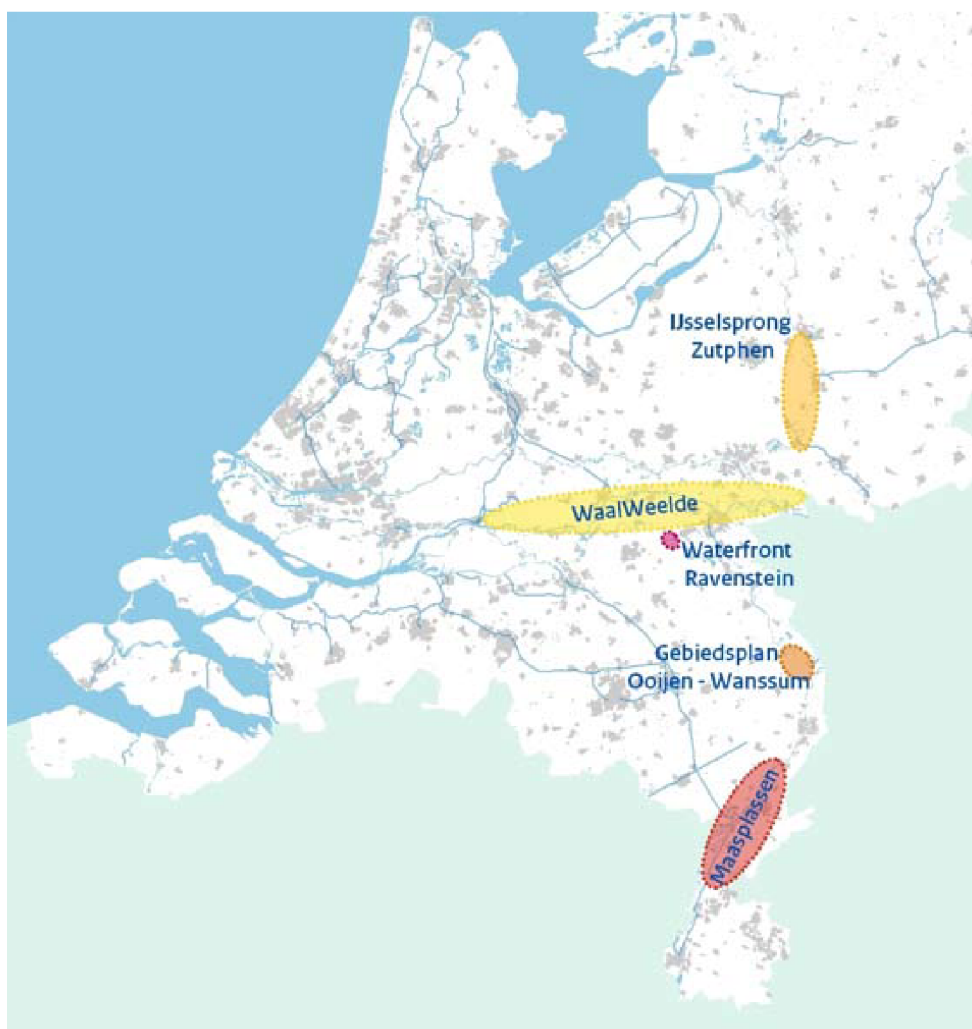 IJsselsprong
Zutphen
WaalWeelde
Waterfront
Ravenstein
Gebiedsplan
Ooijen - Wanssum
Maasplassen